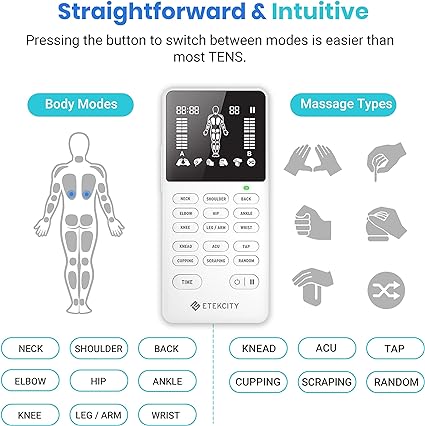 Straightforward & Intuitive
Pressing the button to switch between modes is easier than
most TENS.
Body Modes
Massage Types
88:88 88
A B
NECK SHOULDER BACK
ELBOW HIP ANKLE
KNEE LEG / ARM WRIST
KNEAD ACU TAP
CUPPING SCRAPING RANDOM
TIME
ETEKCITY
NECK SHOULDER BACK
ELBOW HIP ANKLE
KNEE LEG / ARM WRIST
KNEAD ACU TAP
CUPPING SCRAPING RANDOM